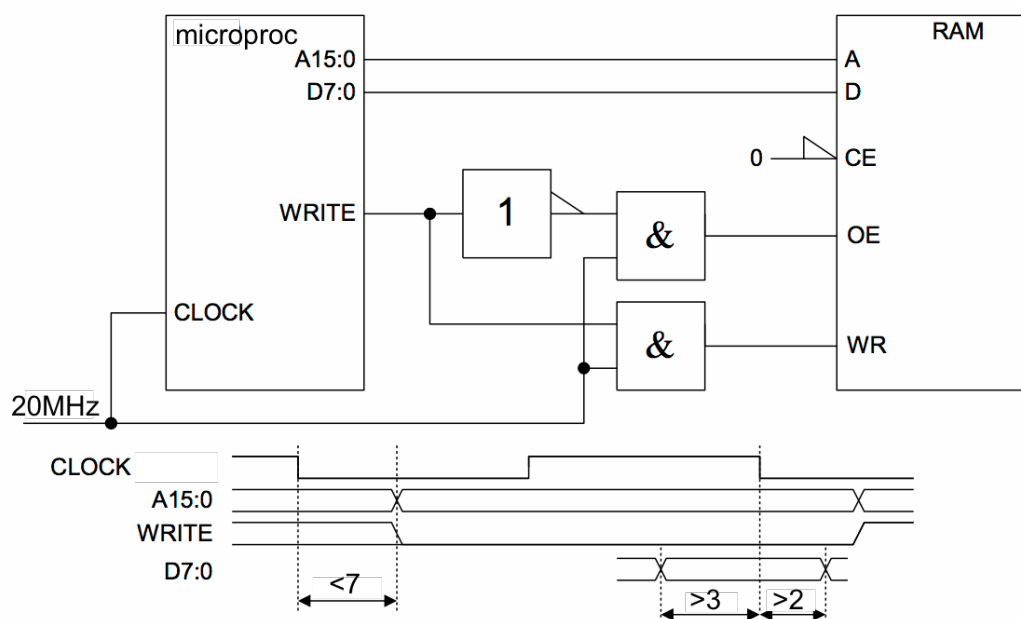 microproc
RAM
A15:0
A
D7:0
D
0
CE
WRITE
1
&
OE
CLOCK
&
WR
20MHz
CLOCK
A15:0
WRITE
D7:0
<7
>3
>2